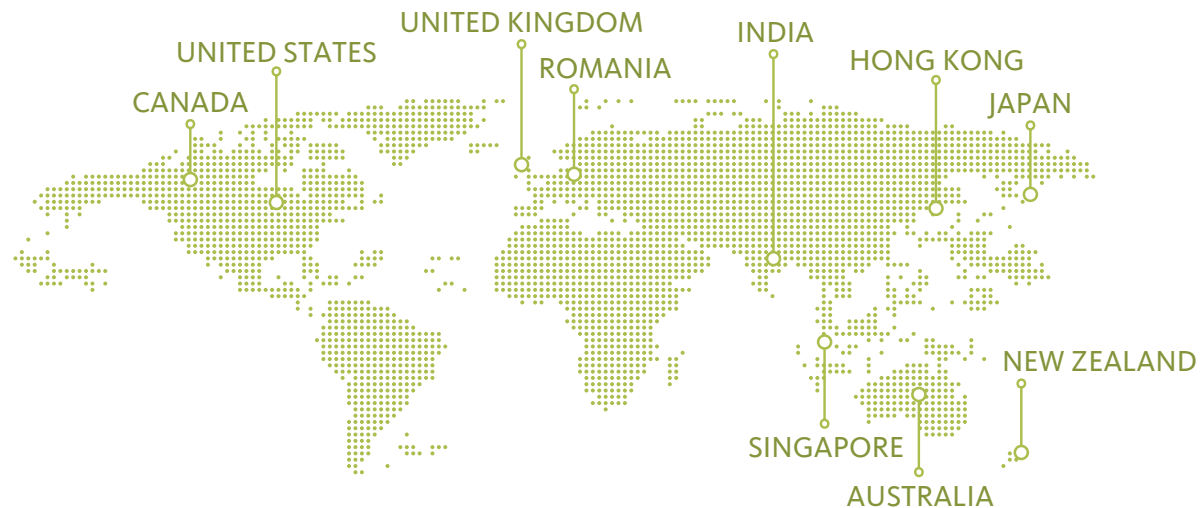 UNITED KINGDOM
INDIA
UNITED STATES
HONG KONG
ROMANIA
CANADA
JAPAN
NEW ZEALAND
SINGAPORE
AUSTRALIA